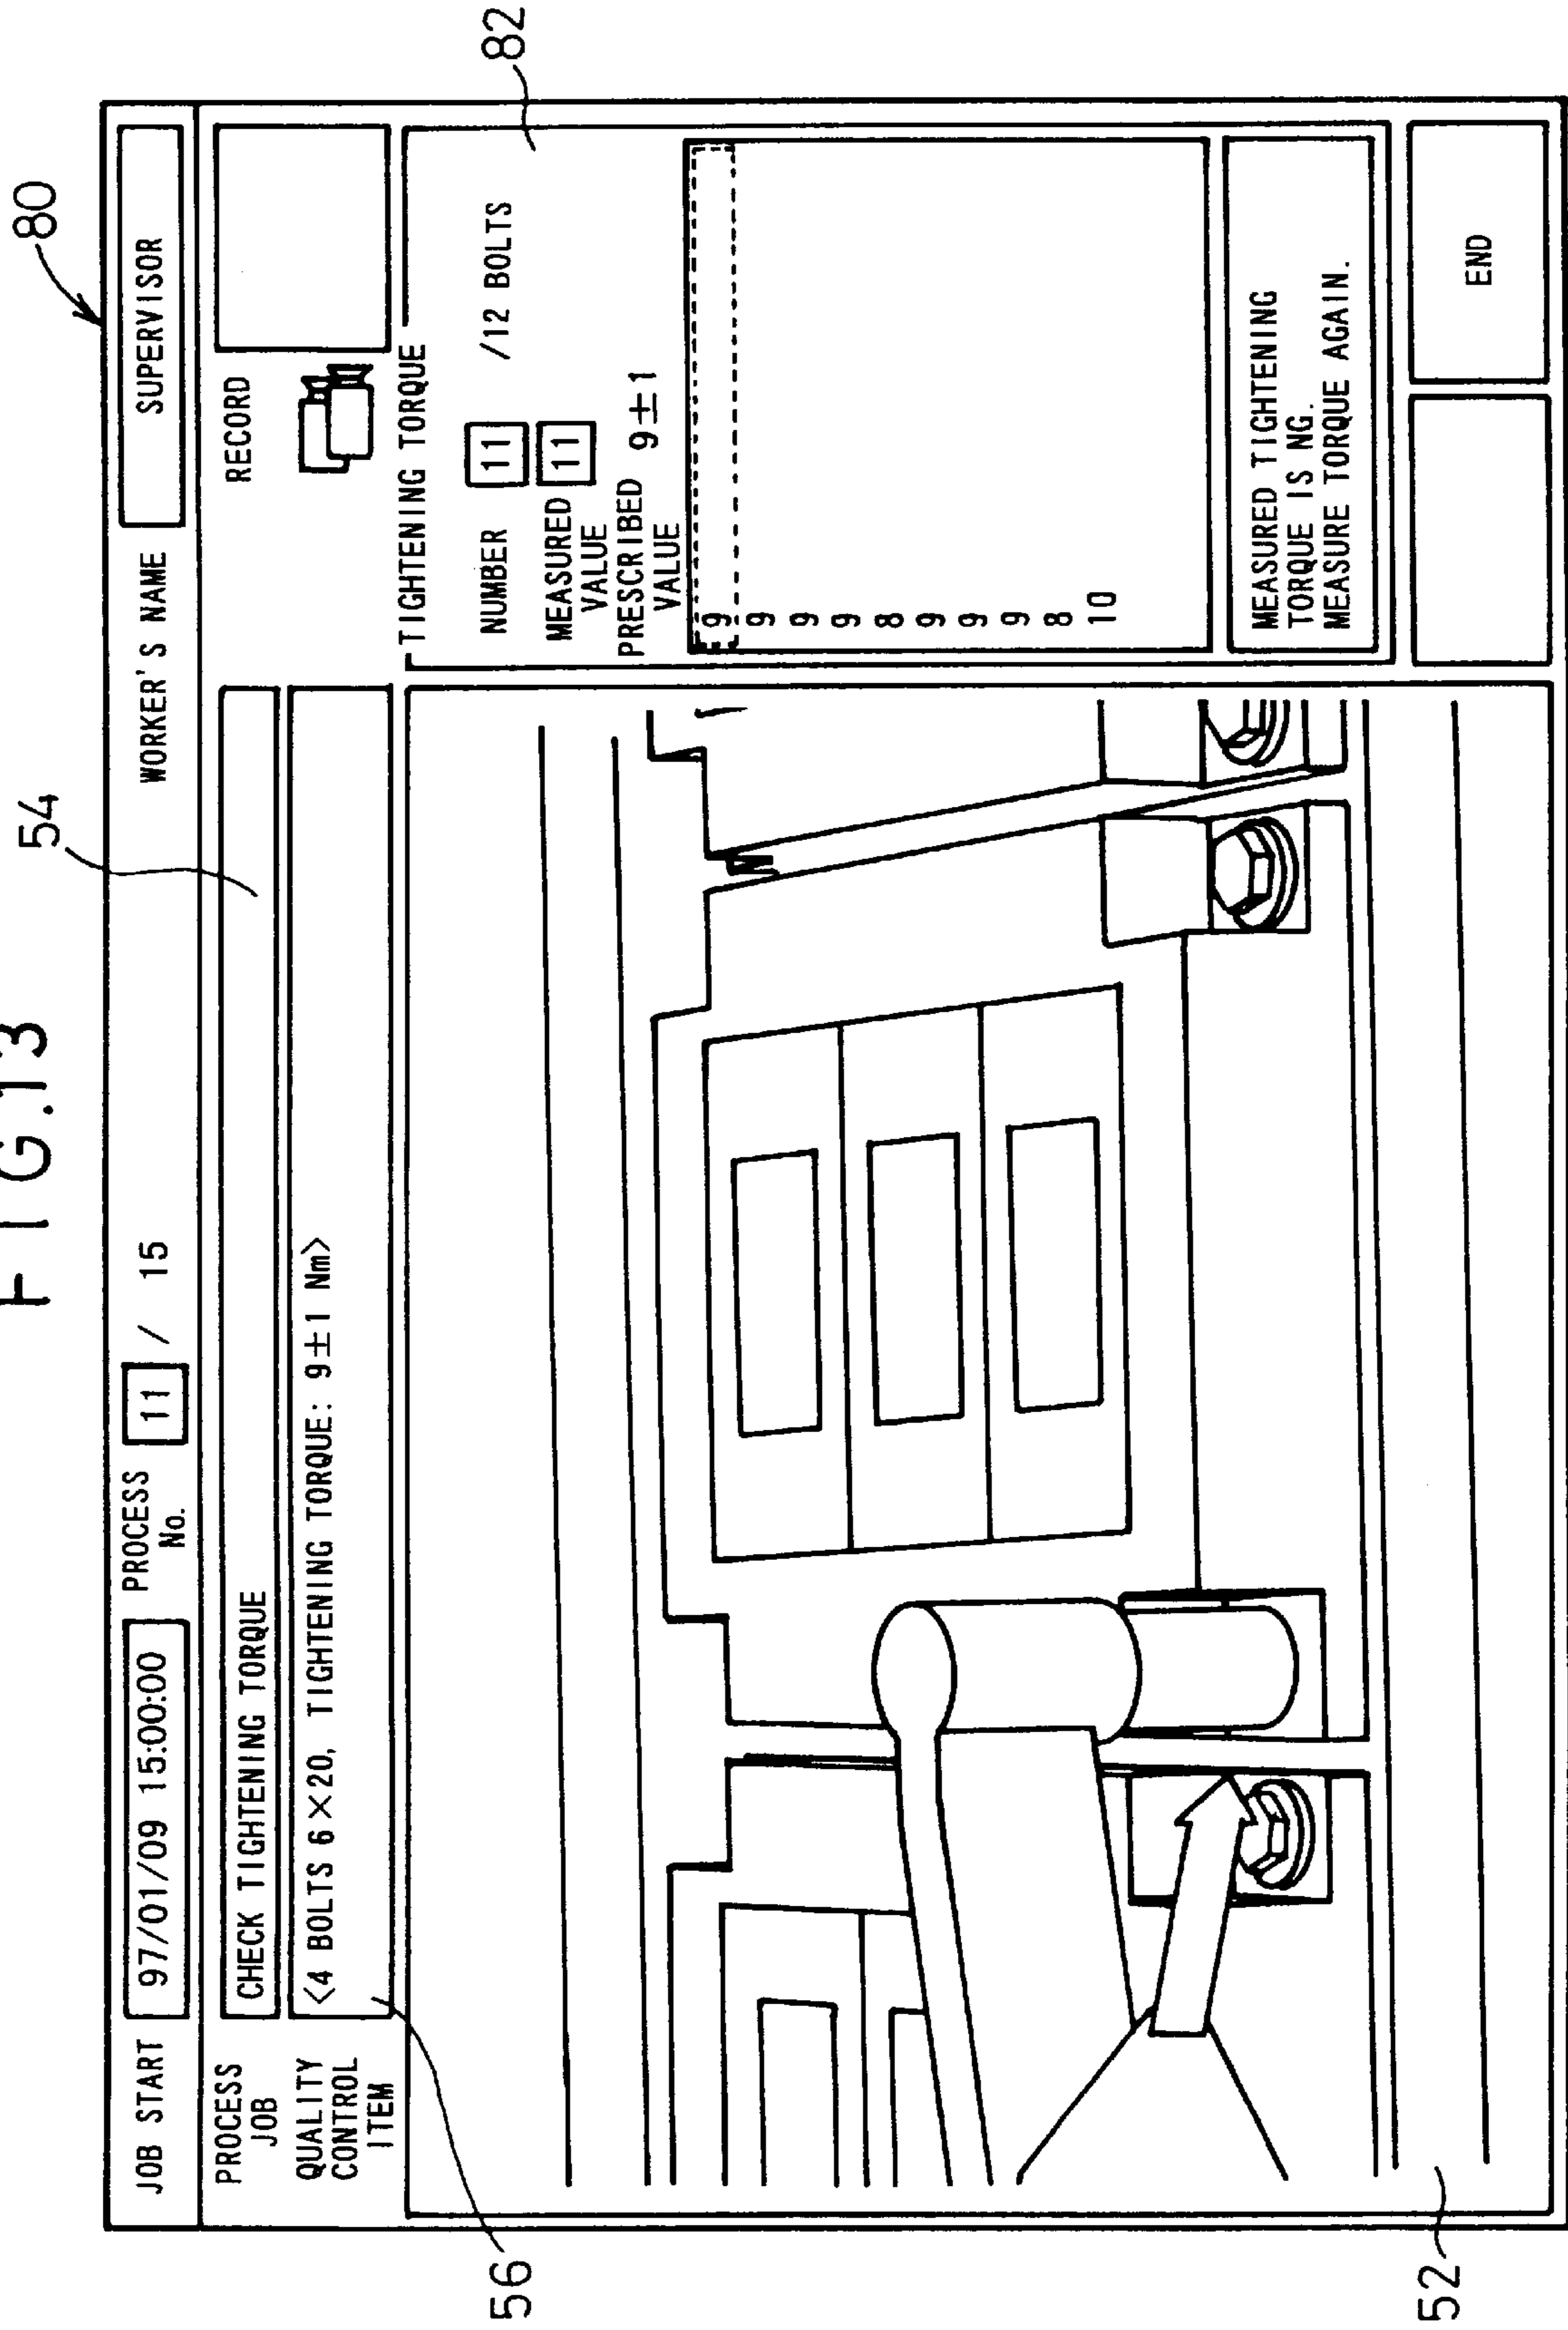 FIG.13
80
JOB START 97/01/09 15:00:00 PROCESS No. 11 / 15 WORKER'S NAME SUPERVISOR
54
PROCESS JOB CHECK TIGHTENING TORQUE
RECORD
QUALITY CONTROL ITEM <4 BOLTS 6×20, TIGHTENING TORQUE: 9±1 Nm>
56
TIGHTENING TORQUE
82
NUMBER 11 /12 BOLTS
MEASURED VALUE 11
PRESCRIBED VALUE 9±1
9
9
9
9
8
9
9
9
8
10
MEASURED TIGHTENING
TORQUE IS NG.
MEASURE TORQUE AGAIN.
END
52